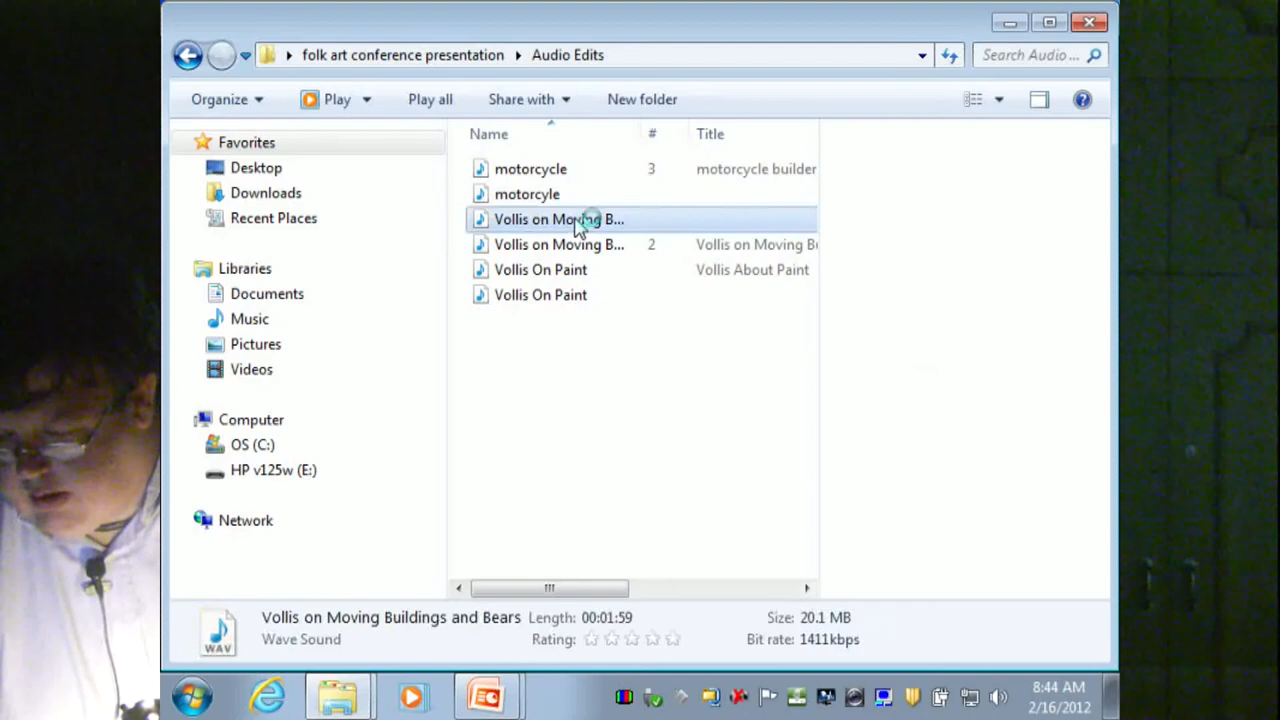 folk art conference presentation Audio Edits Search Audio ...
Organize Play Play all Share with New folder
Name # Title
Favorites
Desktop
Downloads
Recent Places
Libraries
Documents
Music
Pictures
Videos
Computer
OS (C:)
HP v125w (E:)
Network
motorcycle 3 motorcycle builder
motorcyle
Vollis on Moving B...
Vollis on Moving B... 2 Vollis on Moving Bu
Vollis On Paint Vollis About Paint
Vollis On Paint
Vollis on Moving Buildings and Bears Length: 00:01:59 Size: 20.1 MB
Wave Sound Rating: Bit rate: 1411kbps
WAV
8:44 AM
2/16/2012